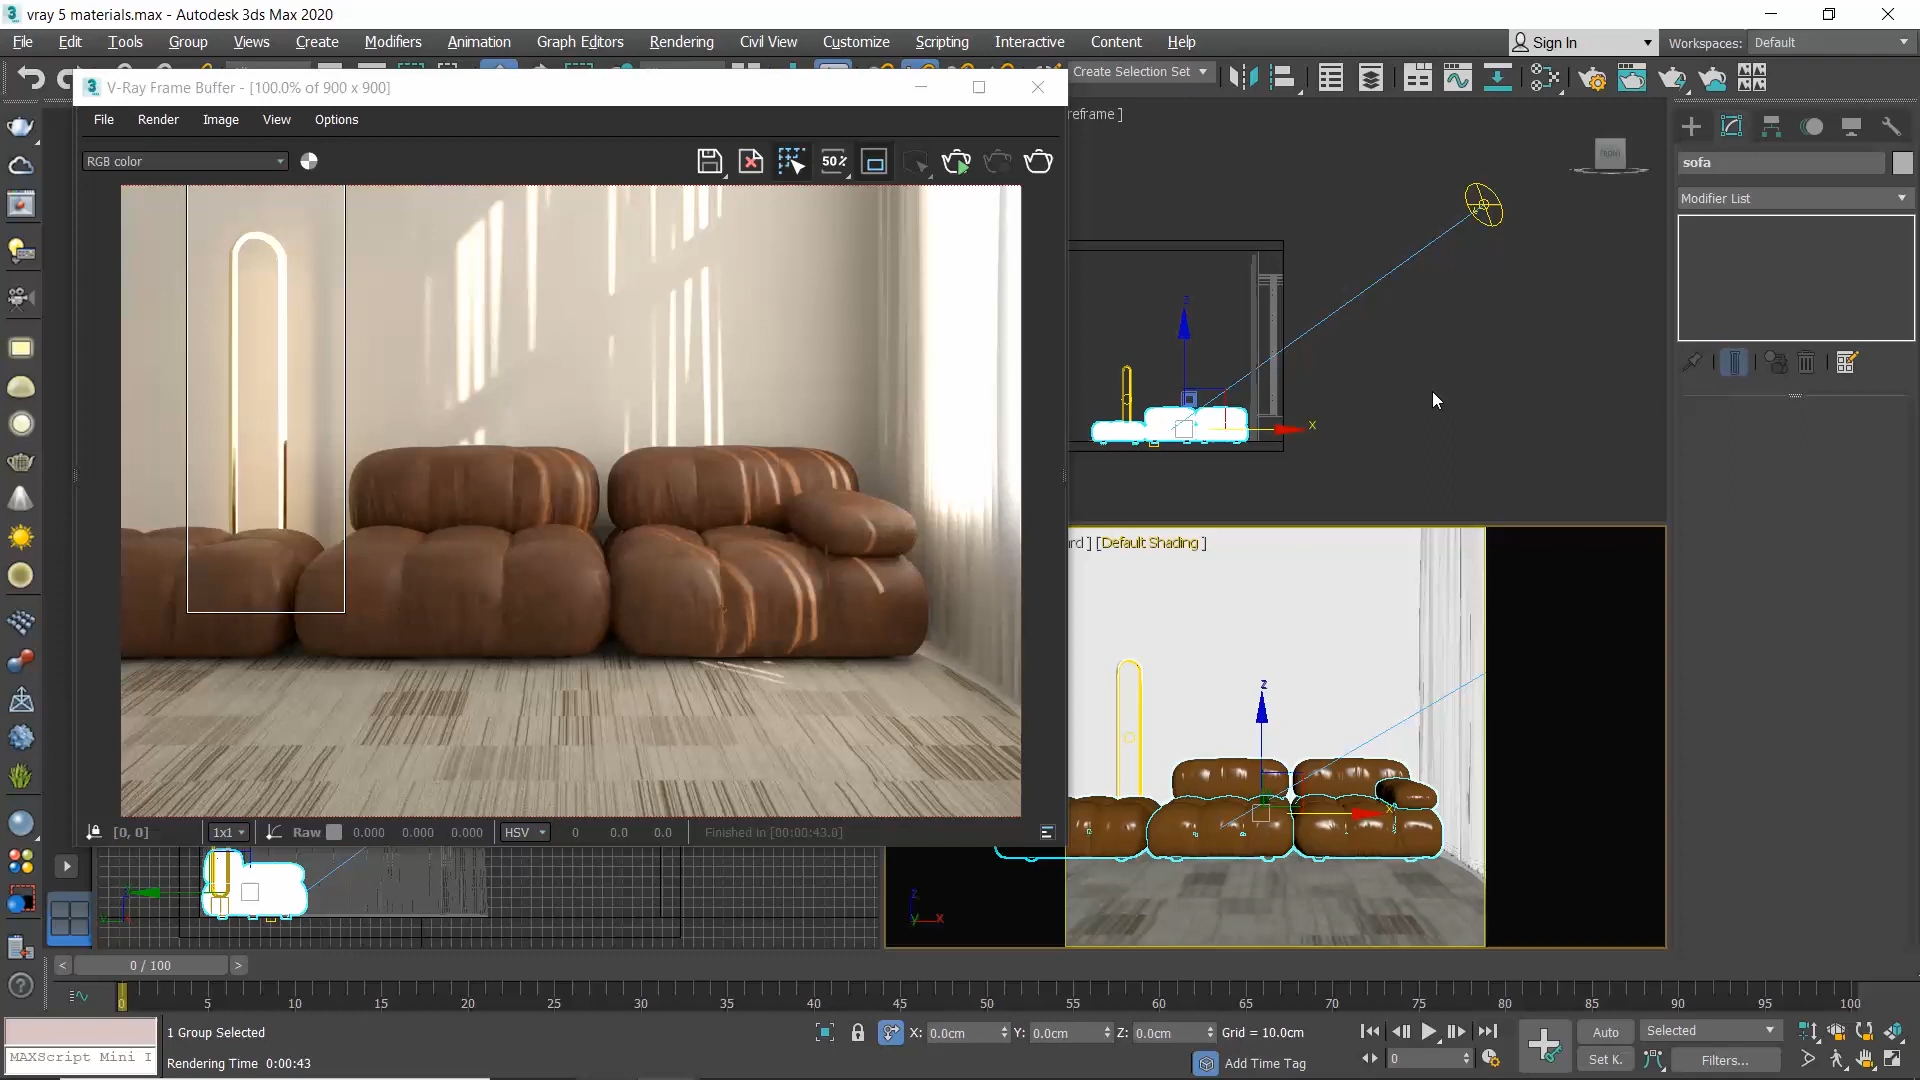 vray 5 materials.max - Autodesk 3ds Max 2020
File Edit Tools Group Views Create Modifiers Animation Graph Editors Rendering Civil View Customize Scripting Interactive Content Help
Sign In
Workspaces: Default
Create Selection Set
V-Ray Frame Buffer - [100.0% of 900 x 900]
File Render Image View Options
RGB color
50%
reframe ]
FRONT
sofa
Modifier List
z
x
rd ] [Default Shading ]
z
x
[0, 0]
1x1
Raw 0.000 0.000 0.000
HSV
0 0.0 0.0
Finished in [00:00:43.0]
z
y x
< 0 / 100 >
0 5 10 15 20 25 30 35 40 45 50 55 60 65 70 75 80 85 90 95 100
1 Group Selected
X: 0.0cm Y: 0.0cm Z: 0.0cm Grid = 10.0cm
Auto Selected
MAXScript Mini I
Rendering Time 0:00:43
Add Time Tag
0
Set K. Filters...